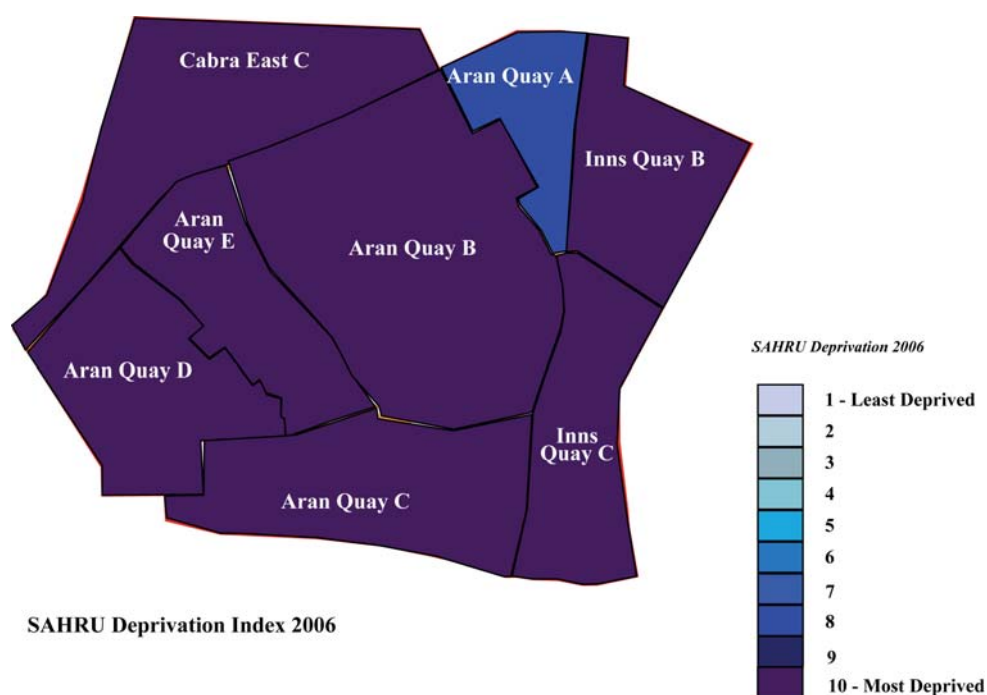 Cabra East C
Aran Quay A
Inns Quay B
Aran
Quay E
Aran Quay B
Aran Quay D
Inns
Quay C
Aran Quay C
SAHRU Deprivation Index 2006
SAHRU Deprivation 2006
1 - Least Deprived
2
3
4
5
6
7
8
9
10 - Most Deprived